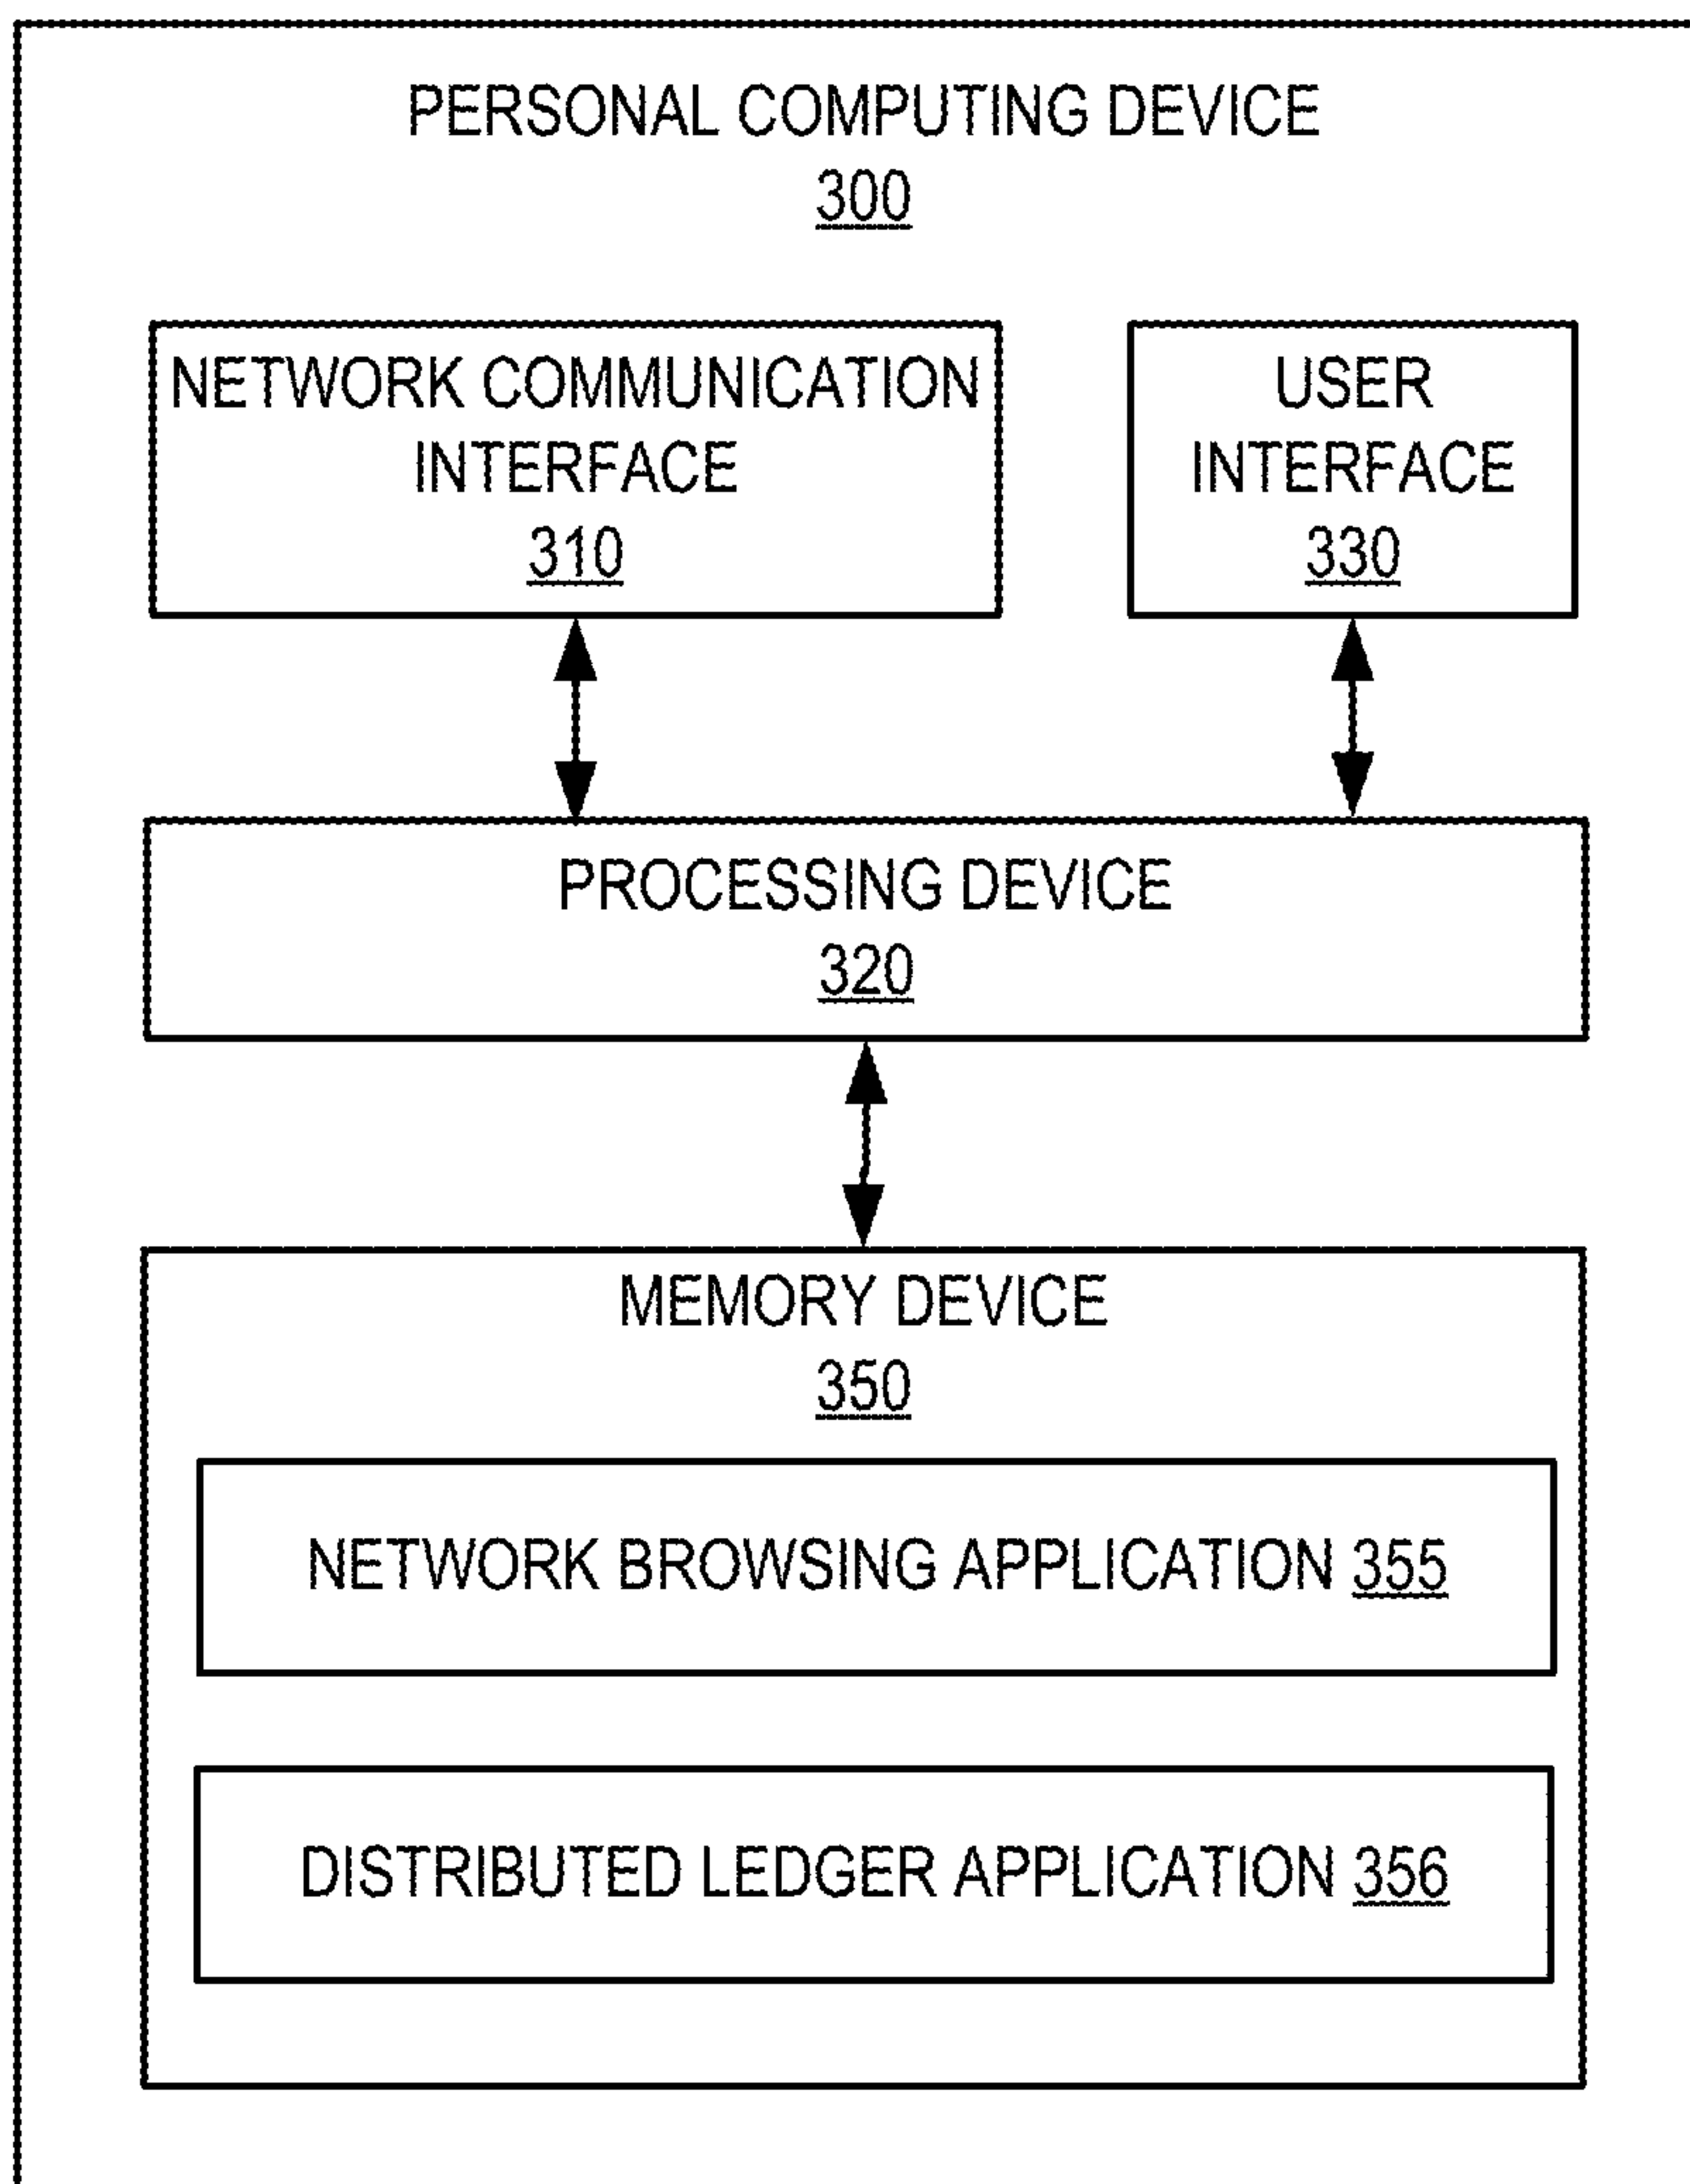 PERSONAL COMPUTING DEVICE
300
NETWORK COMMUNICATION
INTERFACE
310
USER
INTERFACE
330
PROCESSING DEVICE
320
MEMORY DEVICE
350
NETWORK BROWSING APPLICATION 355
DISTRIBUTED LEDGER APPLICATION 356